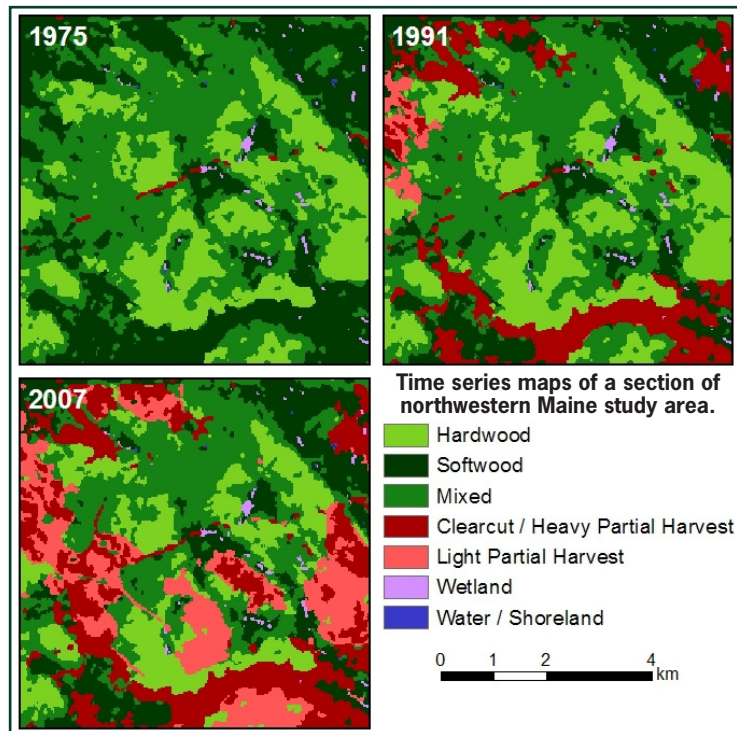 1975
1991
2007
Time series maps of a section of
northwestern Maine study area.
Hardwood
Softwood
Mixed
Clearcut / Heavy Partial Harvest
Light Partial Harvest
Wetland
Water / Shoreland
0 1 2 4
km